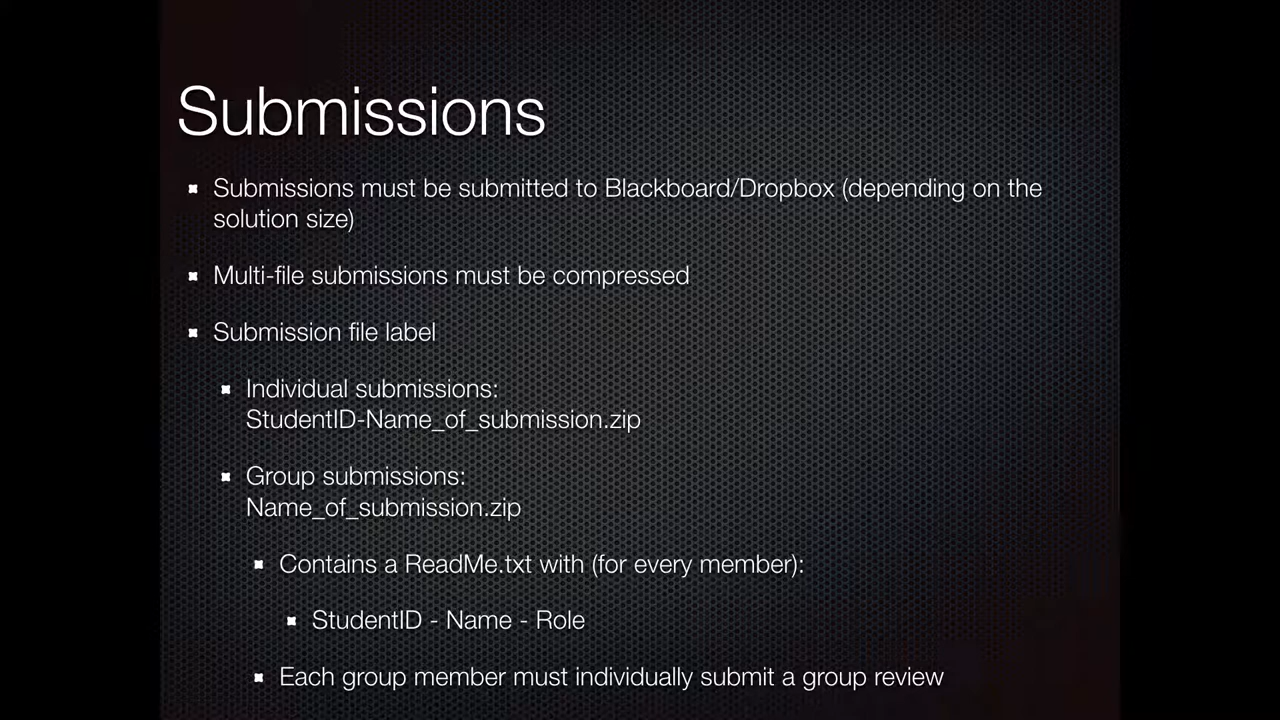 Submissions
Submissions must be submitted to Blackboard/Dropbox (depending on the
solution size)
Multi-file submissions must be compressed
Submission file label
Individual submissions:
StudentID-Name_of_submission.zip
Group submissions:
Name_of_submission.zip
Contains a ReadMe.txt with (for every member):
StudentID - Name - Role
Each group member must individually submit a group review